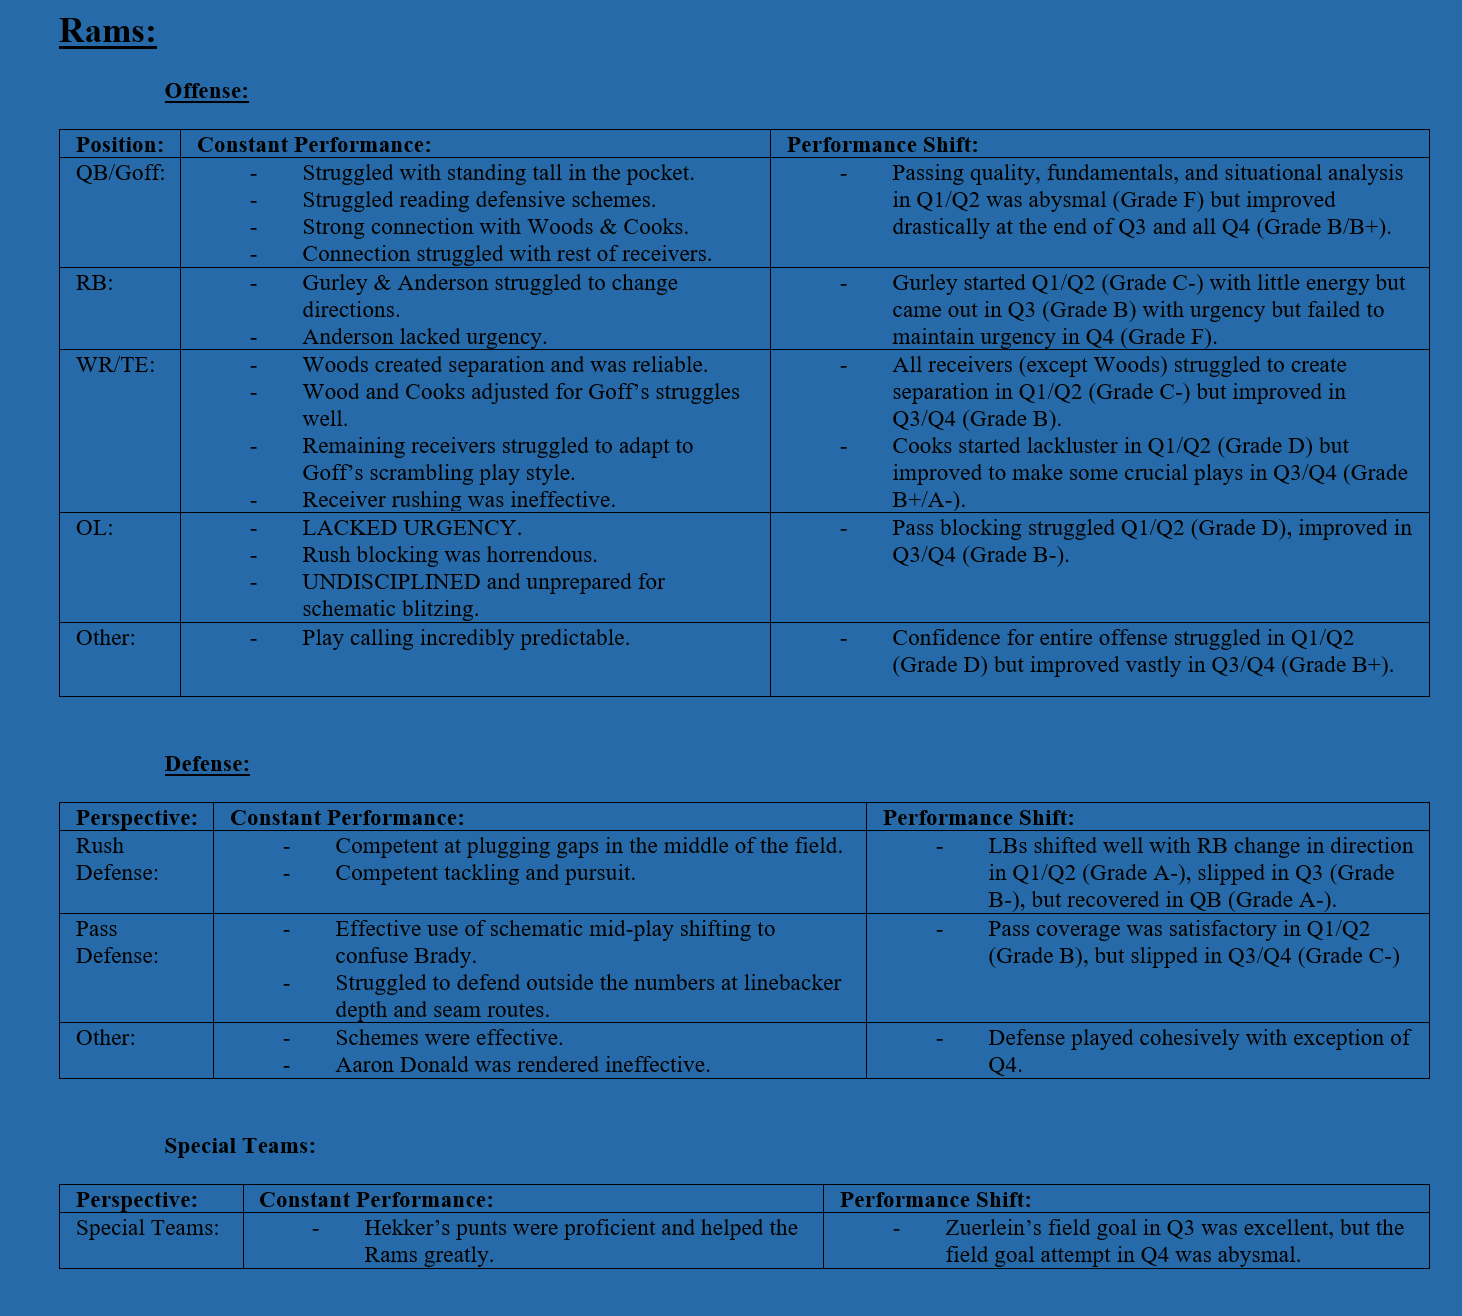 Rams:
Offense:
Position: Constant Performance: Performance Shift:
QB/Goff: - Struggled with standing tall in the pocket. - Passing quality, fundamentals, and situational analysis
- Struggled reading defensive schemes. in Q1/Q2 was abysmal (Grade F) but improved
- Strong connection with Woods & Cooks. drastically at the end of Q3 and all Q4 (Grade B/B+).
- Connection struggled with rest of receivers.
RB: - Gurley & Anderson struggled to change - Gurley started Q1/Q2 (Grade C-) with little energy but
directions. came out in Q3 (Grade B) with urgency but failed to
- Anderson lacked urgency. maintain urgency in Q4 (Grade F).
WR/TE: - Woods created separation and was reliable. - All receivers (except Woods) struggled to create
- Wood and Cooks adjusted for Goff’s struggles separation in Q1/Q2 (Grade C-) but improved in
well. Q3/Q4 (Grade B).
- Remaining receivers struggled to adapt to - Cooks started lackluster in Q1/Q2 (Grade D) but
Goff’s scrambling play style. improved to make some crucial plays in Q3/Q4 (Grade
- Receiver rushing was ineffective. B+/A-).
OL: - LACKED URGENCY. - Pass blocking struggled Q1/Q2 (Grade D), improved in
- Rush blocking was horrendous. Q3/Q4 (Grade B-).
- UNDISCIPLINED and unprepared for
schematic blitzing.
Other: - Play calling incredibly predictable. - Confidence for entire offense struggled in Q1/Q2
(Grade D) but improved vastly in Q3/Q4 (Grade B+).
Defense:
Perspective: Constant Performance: Performance Shift:
Rush - Competent at plugging gaps in the middle of the field. - LBs shifted well with RB change in direction
Defense: - Competent tackling and pursuit. in Q1/Q2 (Grade A-), slipped in Q3 (Grade
B-), but recovered in QB (Grade A-).
Pass - Effective use of schematic mid-play shifting to - Pass coverage was satisfactory in Q1/Q2
Defense: confuse Brady. (Grade B), but slipped in Q3/Q4 (Grade C-)
- Struggled to defend outside the numbers at linebacker
depth and seam routes.
Other: - Schemes were effective. - Defense played cohesively with exception of
- Aaron Donald was rendered ineffective. Q4.
Special Teams:
Perspective: Constant Performance: Performance Shift:
Special Teams: - Hekker’s punts were proficient and helped the - Zuerlein’s field goal in Q3 was excellent, but the
Rams greatly. field goal attempt in Q4 was abysmal.